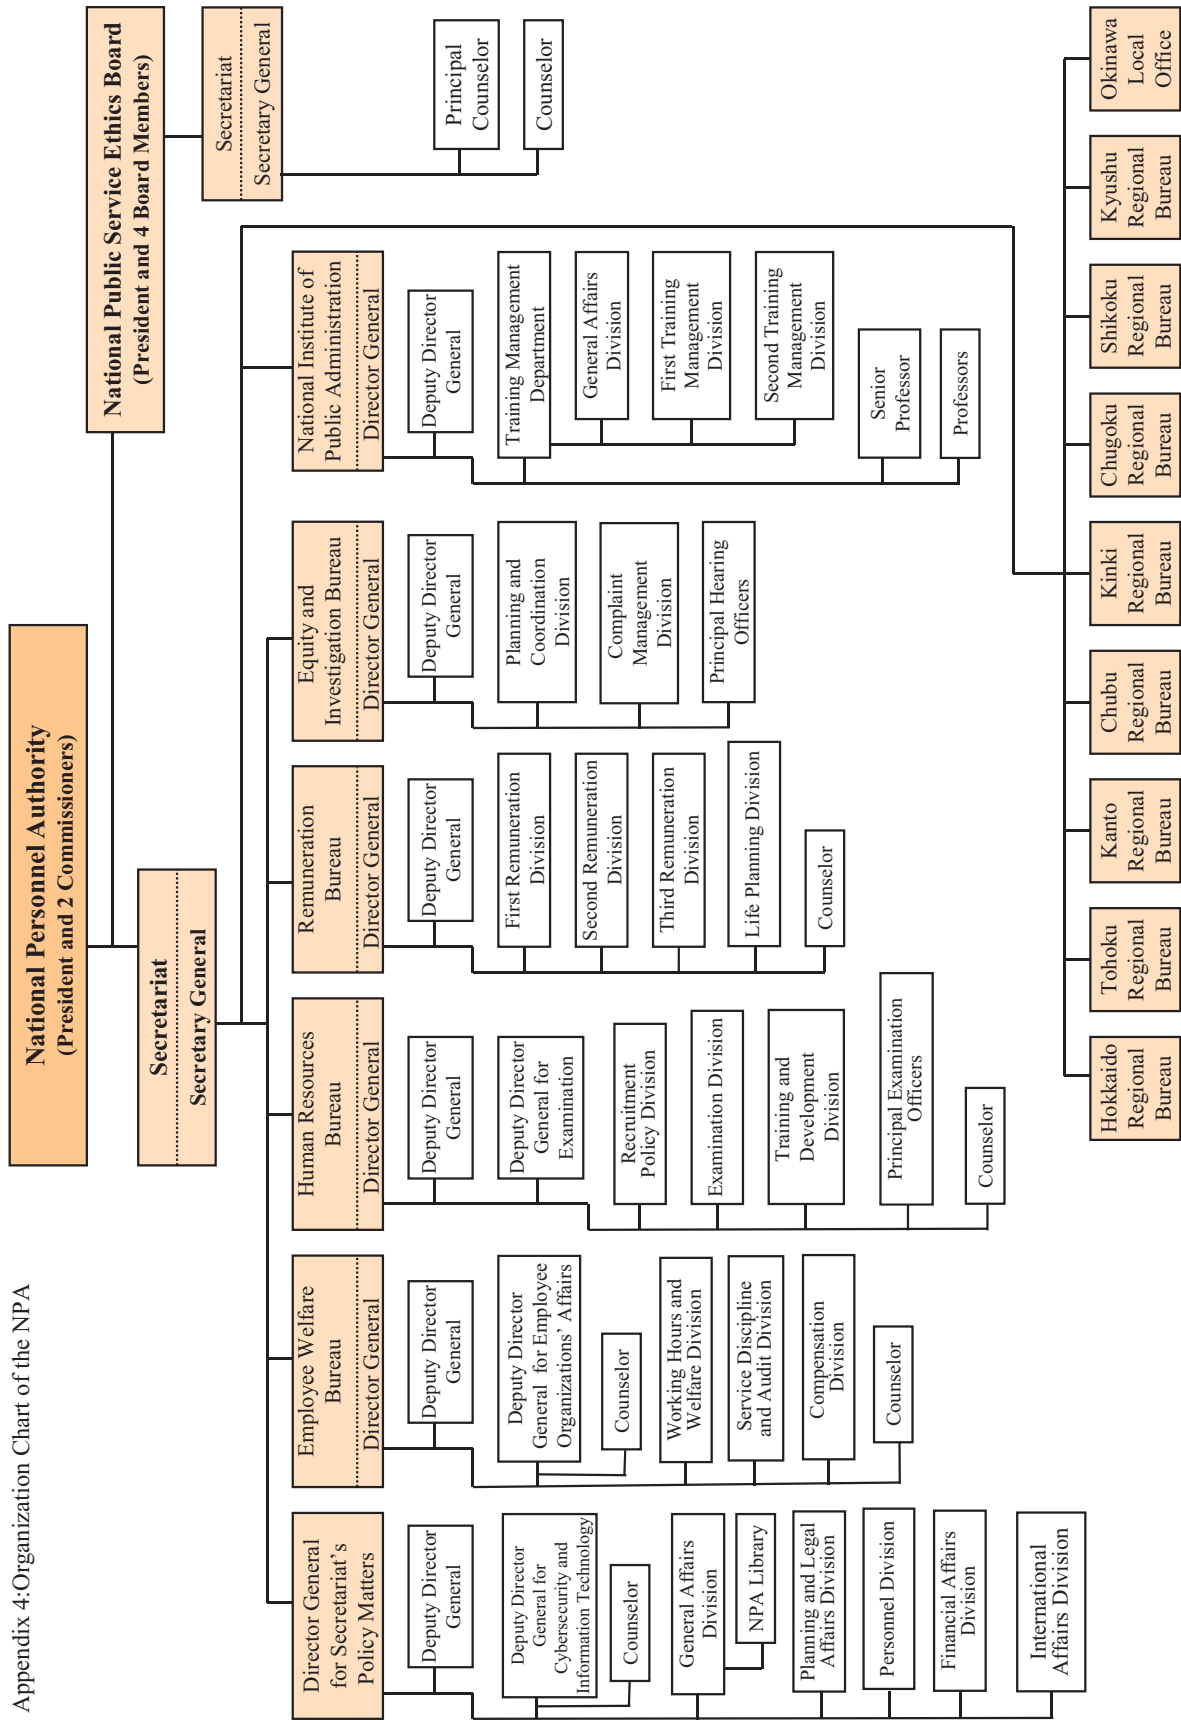 Appendix 4:Organization Chart of the NPA
National Personnel Authority
(President and 2 Commissioners)
National Public Service Ethics Board
(President and 4 Board Members)
Secretariat
Secretary General
Secretariat
Secretary General
Principal
Counselor
Counselor
Director General
for Secretariat's
Policy Matters
Deputy Director
General
Deputy Director
General for
Cybersecurity and
Information Technology
Counselor
General Affairs
Division
NPA Library
Planning and Legal
Affairs Division
Personnel Division
Financial Affairs
Division
International
Affairs Division
Employee Welfare
Bureau
Director General
Deputy Director
General
Deputy Director
General for Employee
Organizations' Affairs
Counselor
Working Hours and
Welfare Division
Service Discipline
and Audit Division
Compensation
Division
Counselor
Human Resources
Bureau
Director General
Deputy Director
General
Deputy Director
General for
Examination
Recruitment
Policy Division
Examination Division
Training and
Development
Division
Principal Examination
Officers
Counselor
Remuneration
Bureau
Director General
Deputy Director
General
First Remuneration
Division
Second Remuneration
Division
Third Remuneration
Division
Life Planning Division
Counselor
Equity and
Investigation Bureau
Director General
Deputy Director
General
Planning and
Coordination
Division
Complaint
Management
Division
Principal Hearing
Officers
National Institute of
Public Administration
Director General
Deputy Director
General
Training Management
Department
General Affairs
Division
First Training
Management
Division
Second Training
Management
Division
Senior
Professor
Professors
Hokkaido
Regional
Bureau
Tohoku
Regional
Bureau
Kanto
Regional
Bureau
Chubu
Regional
Bureau
Kinki
Regional
Bureau
Chugoku
Regional
Bureau
Shikoku
Regional
Bureau
Kyushu
Regional
Bureau
Okinawa
Local
Office